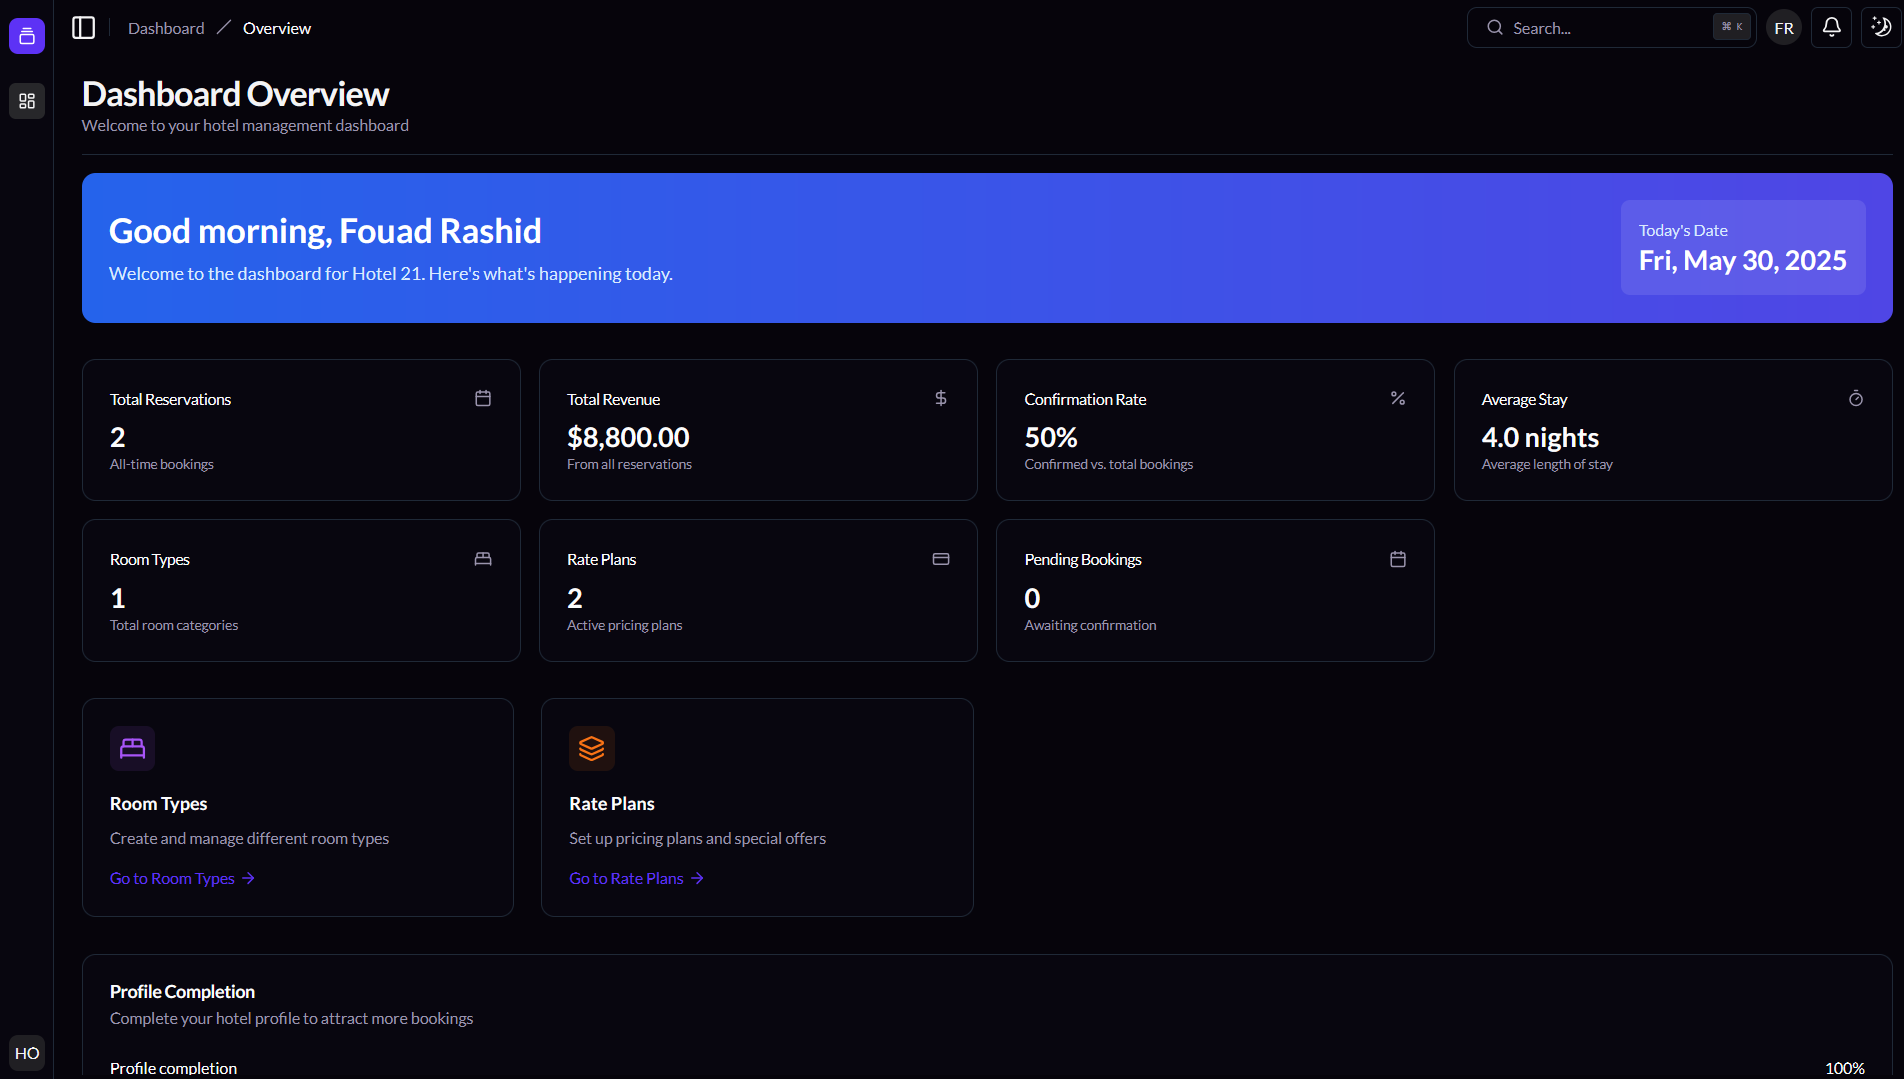 Dashboard / Overview
Search... ⌘ K
FR
Dashboard Overview
Welcome to your hotel management dashboard
Good morning, Fouad Rashid
Welcome to the dashboard for Hotel 21. Here's what's happening today.
Today's Date
Fri, May 30, 2025
Total Reservations
2
All-time bookings
Total Revenue
$8,800.00
From all reservations
Confirmation Rate
50%
Confirmed vs. total bookings
Average Stay
4.0 nights
Average length of stay
Room Types
1
Total room categories
Rate Plans
2
Active pricing plans
Pending Bookings
0
Awaiting confirmation
Room Types
Create and manage different room types
Go to Room Types →
Rate Plans
Set up pricing plans and special offers
Go to Rate Plans →
Profile Completion
Complete your hotel profile to attract more bookings
Profile completion
100%
HO